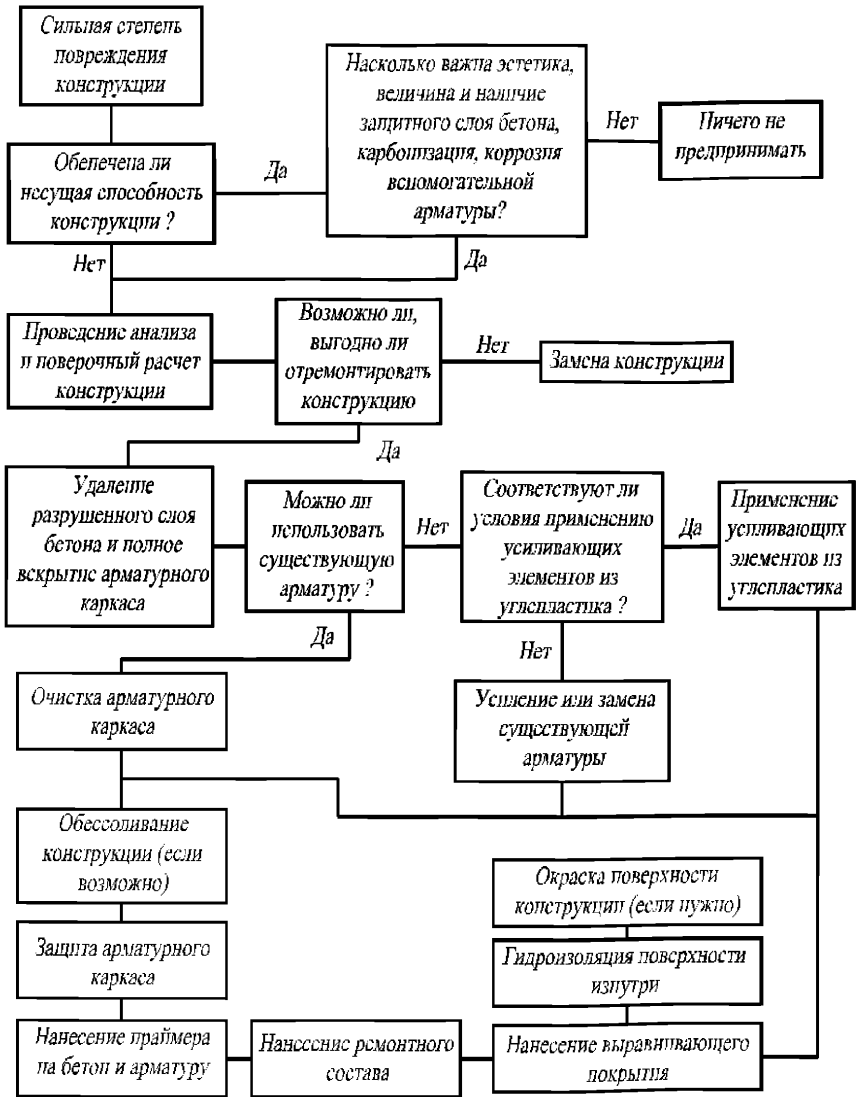 Сильная степень
повреждения
конструкции
Насколько важна эстетика,
величина и наличие
защитного слоя бетона,
карбонизация, коррозия
вспомогательной
арматуры?
Нет
Ничего не
предпринимать
Обепечена ли
несущая способность
конструкции ?
Да
Нет
Да
Проведение анализа
и поверочный расчет
конструкции
Возможно ли,
выгодно ли
отремонтировать
конструкцию
Нет
Замена конструкции
Да
Удаление
разрушенного слоя
бетона и полное
вскрытие арматурного
каркаса
Можно ли
использовать
существующую
арматуру ?
Нет
Соответствуют ли
условия применению
усиливающих
элементов из
углепластика ?
Да
Применение
усиливающих
элементов из
углепластика
Да
Нет
Очистка арматурного
каркаса
Усиление или замена
существующей
арматуры
Обессоливание
конструкции (если
возможно)
Окраска поверхности
конструкции (если нужно)
Защита арматурного
каркаса
Гидроизоляция поверхности
изнутри
Нанесение праймера
на бетон и арматуру
Нанесение ремонтного
состава
Нанесение выравнивающего
покрытия